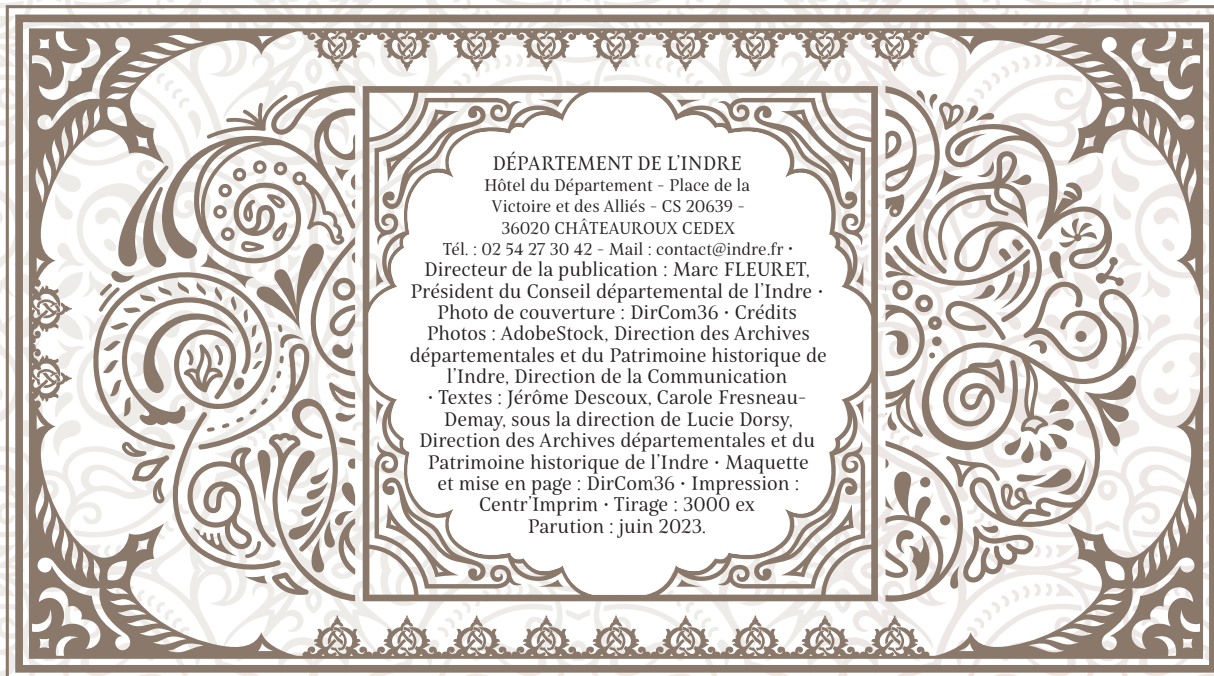 DÉPARTEMENT DE L'INDRE
Hôtel du Département - Place de la
Victoire et des Alliés - CS 20639 -
36020 CHÂTEAUROUX CEDEX
Tél. : 02 54 27 30 42 - Mail : contact@indre.fr •
Directeur de la publication : Marc FLEURET,
Président du Conseil départemental de l'Indre •
Photo de couverture : DirCom36 • Crédits
Photos : AdobeStock, Direction des Archives
départementales et du Patrimoine historique de
l'Indre, Direction de la Communication
• Textes : Jérôme Descoux, Carole Fresneau-
Demay, sous la direction de Lucie Dorsy,
Direction des Archives départementales et du
Patrimoine historique de l'Indre • Maquette
et mise en page : DirCom36 • Impression :
Centr'Imprim • Tirage : 3000 ex
Parution : juin 2023.